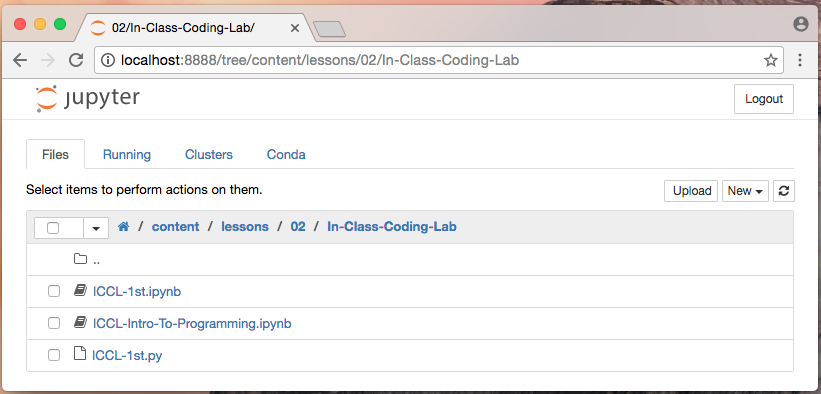 02/In-Class-Coding-Lab/
localhost:8888/tree/content/lessons/02/In-Class-Coding-Lab
jupyter
Logout
Files Running Clusters Conda
Select items to perform actions on them.
Upload New
/ content / lessons / 02 / In-Class-Coding-Lab
..
ICCL-1st.ipynb
ICCL-Intro-To-Programming.ipynb
ICCL-1st.py